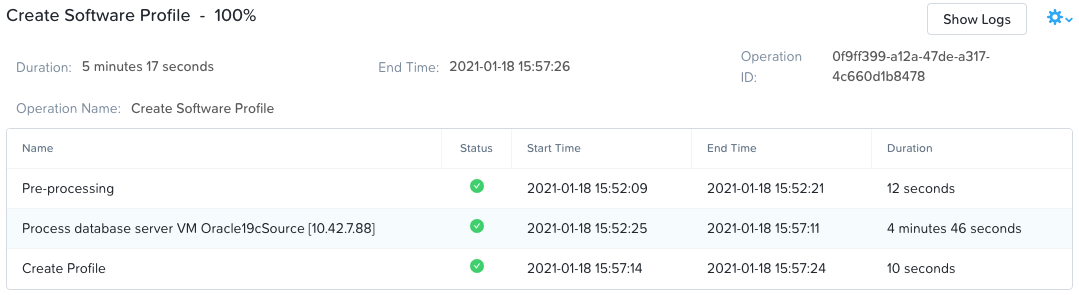 Create Software Profile - 100%
Show Logs
Duration: 5 minutes 17 seconds
End Time: 2021-01-18 15:57:26
Operation ID:
0f9ff399-a12a-47de-a317-
4c660d1b8478
Operation Name: Create Software Profile
Name Status Start Time End Time Duration
Pre-processing 2021-01-18 15:52:09 2021-01-18 15:52:21 12 seconds
Process database server VM Oracle19cSource [10.42.7.88] 2021-01-18 15:52:25 2021-01-18 15:57:11 4 minutes 46 seconds
Create Profile 2021-01-18 15:57:14 2021-01-18 15:57:24 10 seconds